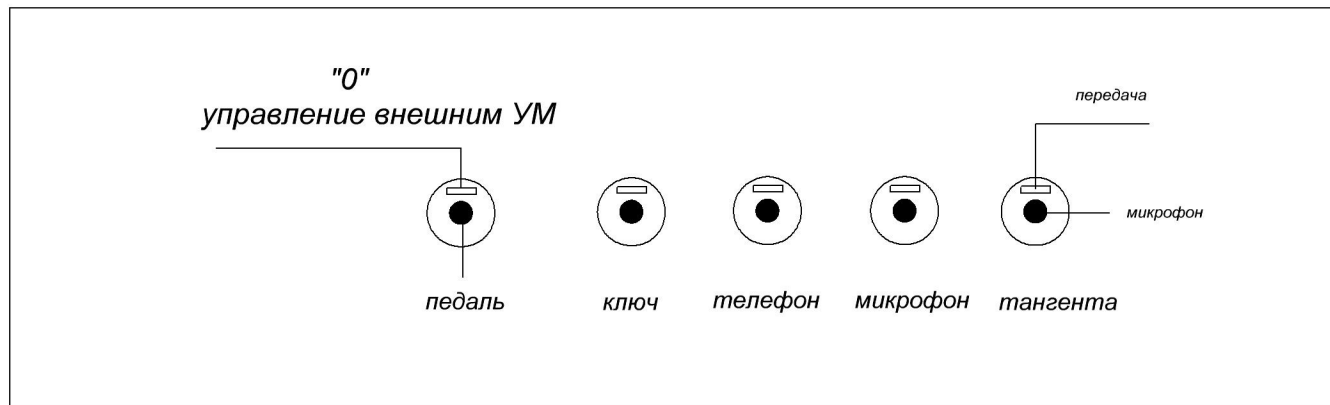 "0"
управление внешним УМ
передача
микрофон
педаль
ключ
телефон
микрофон
тангента